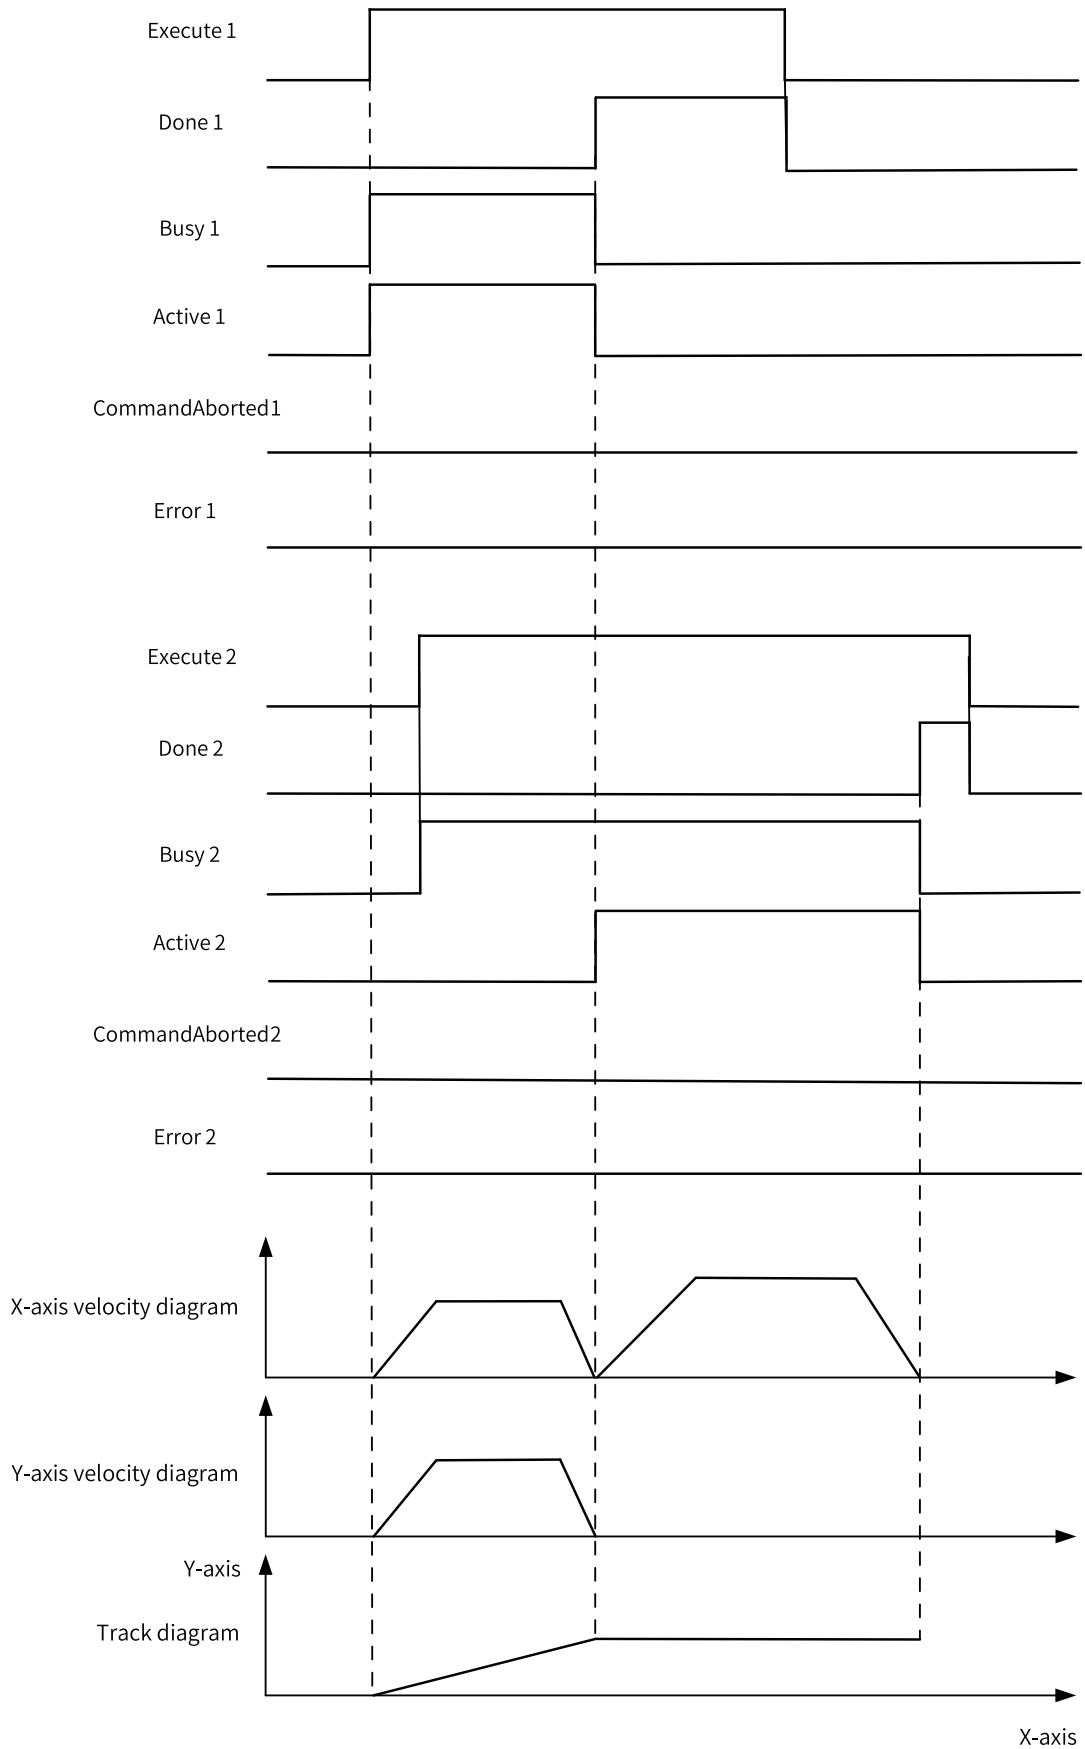 Execute 1
Done 1
Busy 1
Active 1
CommandAborted1
Error 1
Execute 2
Done 2
Busy 2
Active 2
CommandAborted2
Error 2
X-axis velocity diagram
Y-axis velocity diagram
Y-axis
Track diagram
X-axis